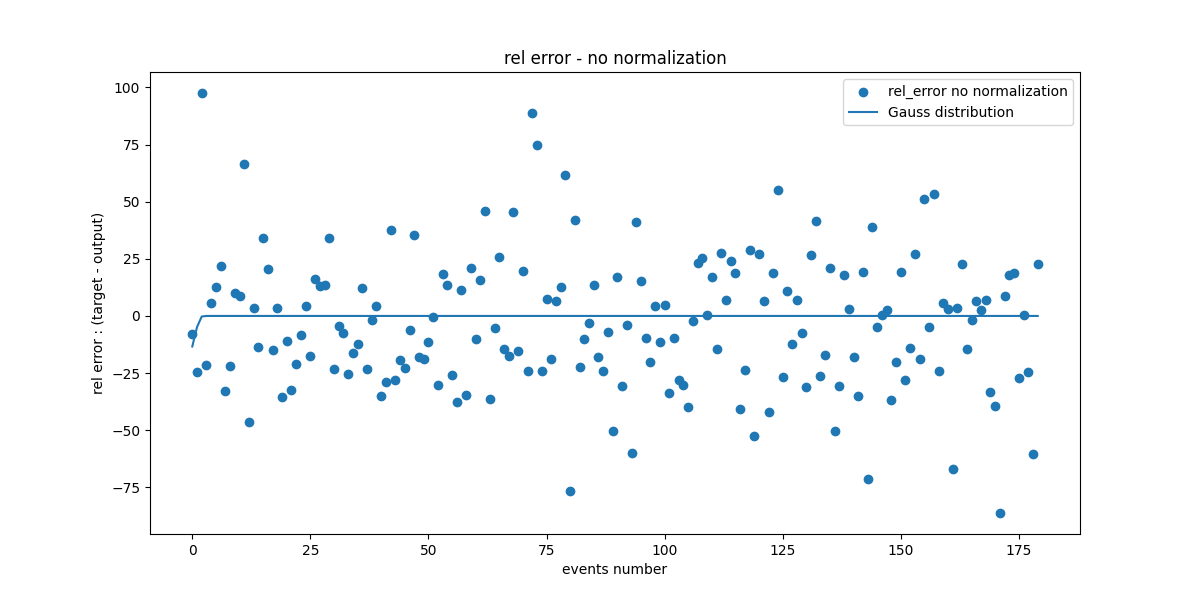 rel error - no normalization
rel_error no normalization
Gauss distribution
rel error : (target - output)
100
75
50
25
0
−25
−50
−75
0 25 50 75 100 125 150 175
events number